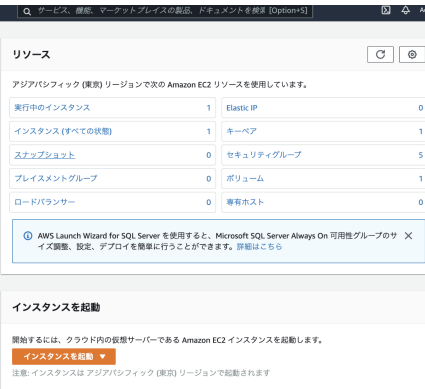 サービス、機能、マーケットプレイスの製品、ドキュメントを検索 [Option+S]
リソース
アジアパシフィック (東京) リージョンで次の Amazon EC2 リソースを使用しています。
実行中のインスタンス 1 Elastic IP 0
インスタンス (すべての状態) 1 キーペア 1
スナップショット 0 セキュリティグループ 5
プレイスメントグループ 0 ボリューム 1
ロードバランサー 0 専有ホスト 0
AWS Launch Wizard for SQL Server を使用すると、Microsoft SQL Server Always On 可用性グループのサ
イズ調整、設定、デプロイを簡単に行うことができます。詳細はこちら
インスタンスを起動
開始するには、クラウド内の仮想サーバーである Amazon EC2 インスタンスを起動します。
インスタンスを起動
注意: インスタンスは アジアパシフィック (東京) リージョンで起動されます